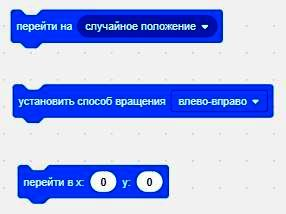 перейти на случайное положение
установить способ вращения влево-вправо
перейти в x: 0 y: 0